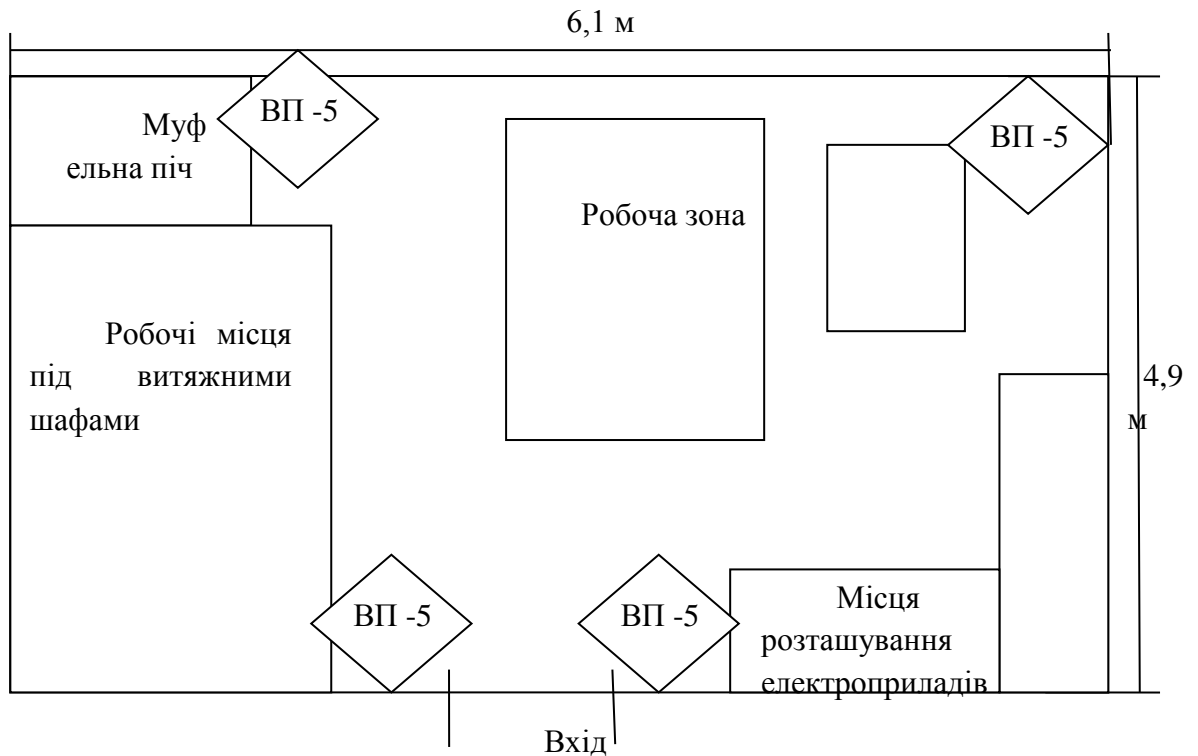 6,1 м
ВП -5
Муф
ельна піч
ВП -5
Робоча зона
Робочі місця
під витяжними
шафами
4,9
м
ВП -5
ВП -5
Місця
розташування
електроприладів
Вхід